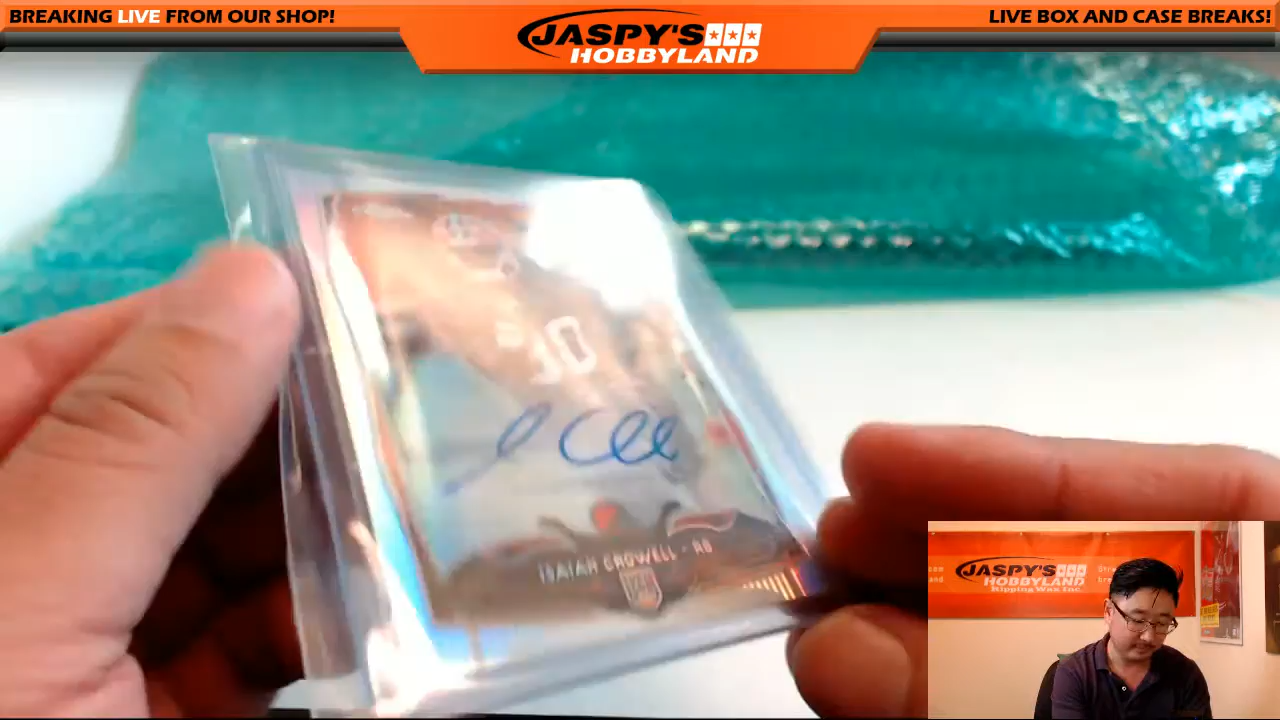 BREAKING LIVE FROM OUR SHOP!
JASPY'S
HOBBYLAND
LIVE BOX AND CASE BREAKS!
30
ISAIAH CROWELL - RB
JASPY'S
HOBBYLAND
Ripping Wax Inc.